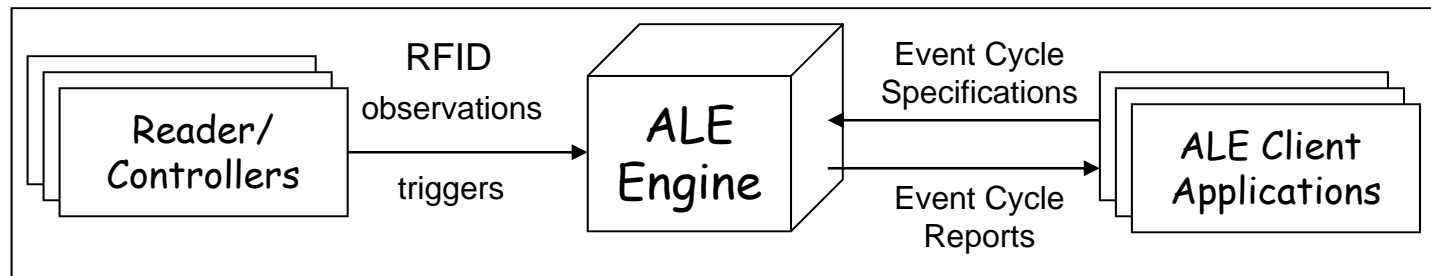 Reader/
Controllers
RFID
observations
triggers
ALE
Engine
Event Cycle
Specifications
Event Cycle
Reports
ALE Client
Applications